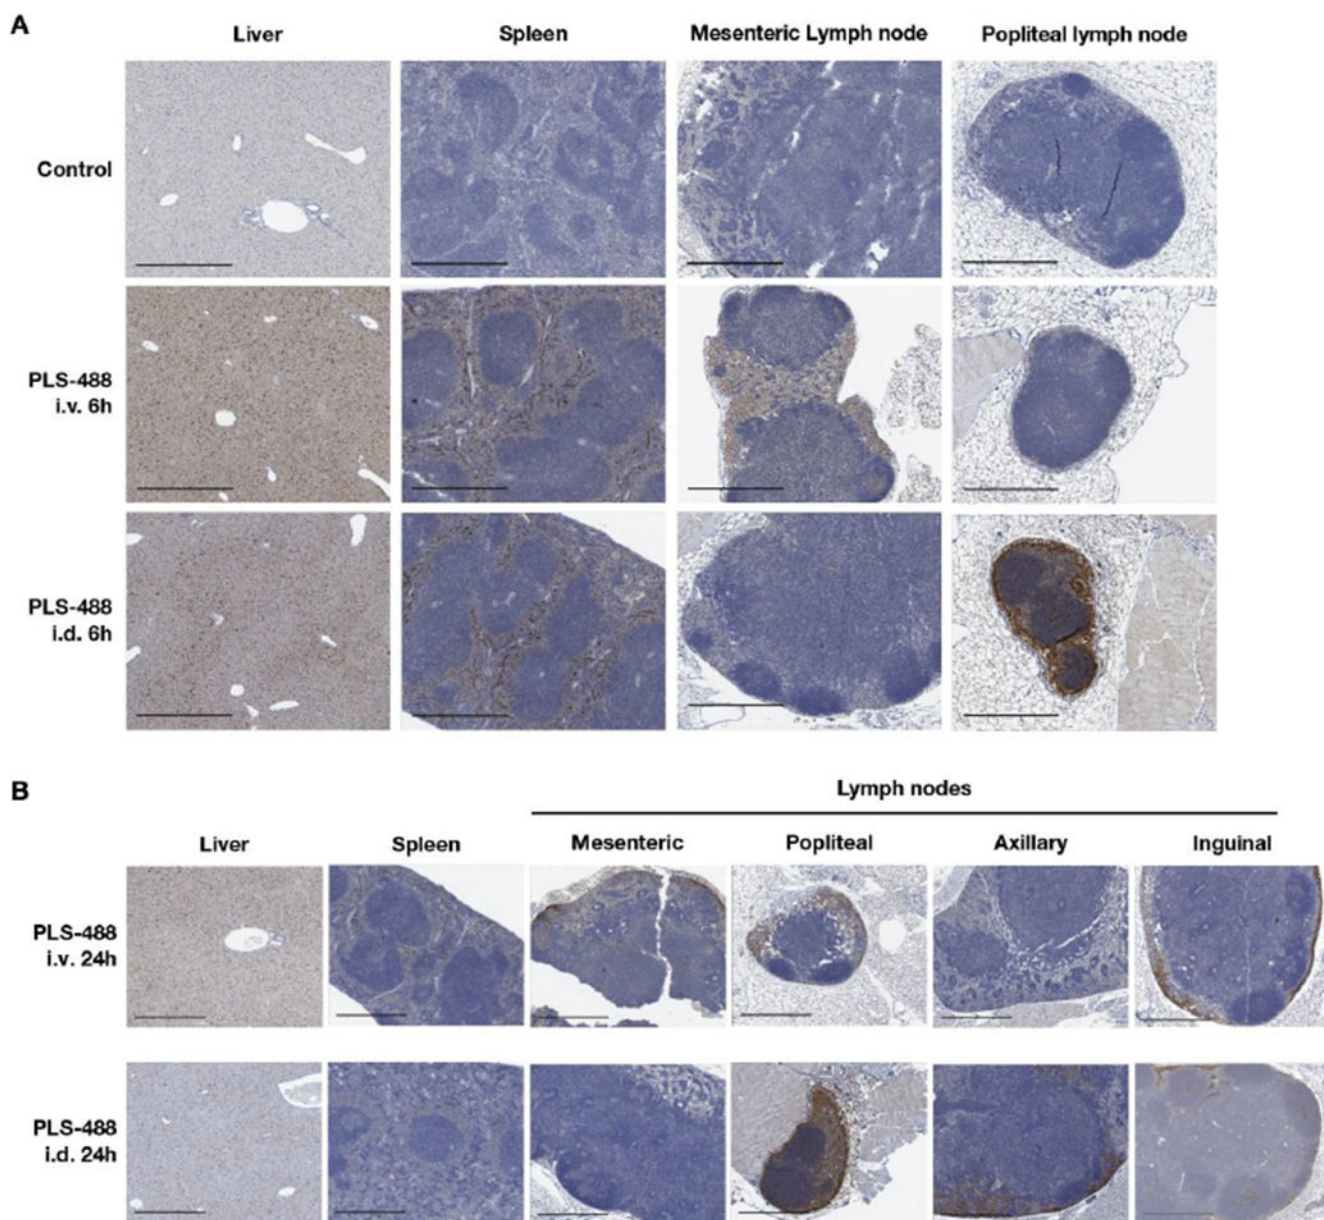 A
Liver Spleen Mesenteric Lymph node Popliteal lymph node
Control
PLS-488
i.v. 6h
PLS-488
i.d. 6h
B
Lymph nodes
Liver Spleen Mesenteric Popliteal Axillary Inguinal
PLS-488
i.v. 24h
PLS-488
i.d. 24h